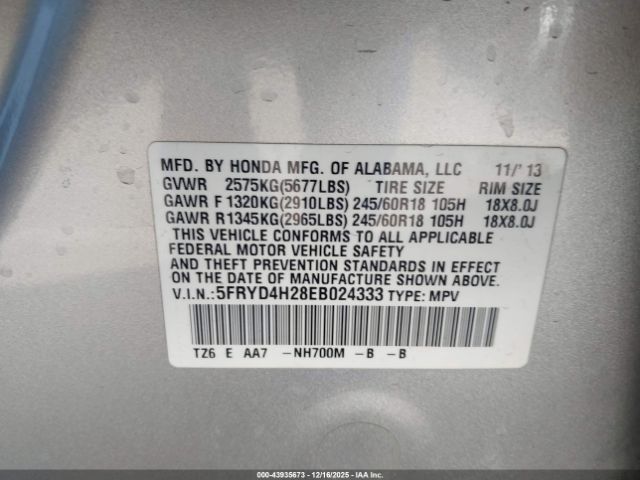 MFD. BY HONDA MFG. OF ALABAMA, LLC 11/'13
GVWR 2575KG(5677LBS) TIRE SIZE RIM SIZE
GAWR F 1320KG(2910LBS) 245/60R18 105H 18X8.0J
GAWR R 1345KG(2965LBS) 245/60R18 105H 18X8.0J
THIS VEHICLE CONFORMS TO ALL APPLICABLE
FEDERAL MOTOR VEHICLE SAFETY
AND THEFT PREVENTION STANDARDS IN EFFECT
ON THE DATE OF MANUFACTURE SHOWN ABOVE.
V.I.N.: 5FRYD4H28EB024333 TYPE: MPV
TZ6 E AA7 -NH700M -B -B
000-43935673 - 12/16/2025 - IAAI.COM